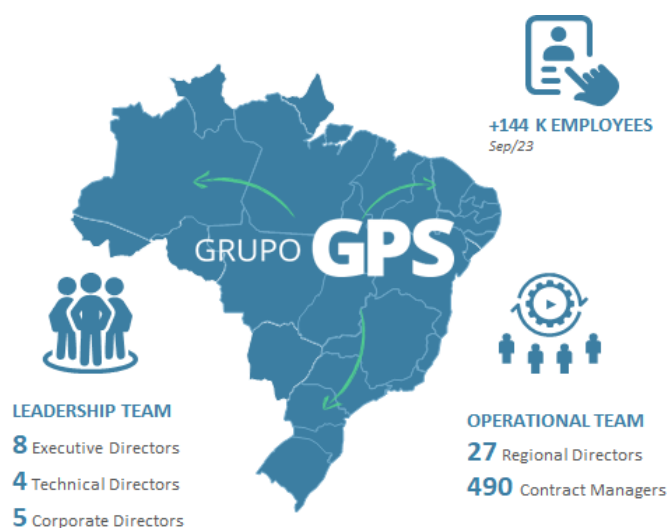 +144 K EMPLOYEES
Sep/23
GRUPO GPS
LEADERSHIP TEAM
8 Executive Directors
4 Technical Directors
5 Corporate Directors
OPERATIONAL TEAM
27 Regional Directors
490 Contract Managers